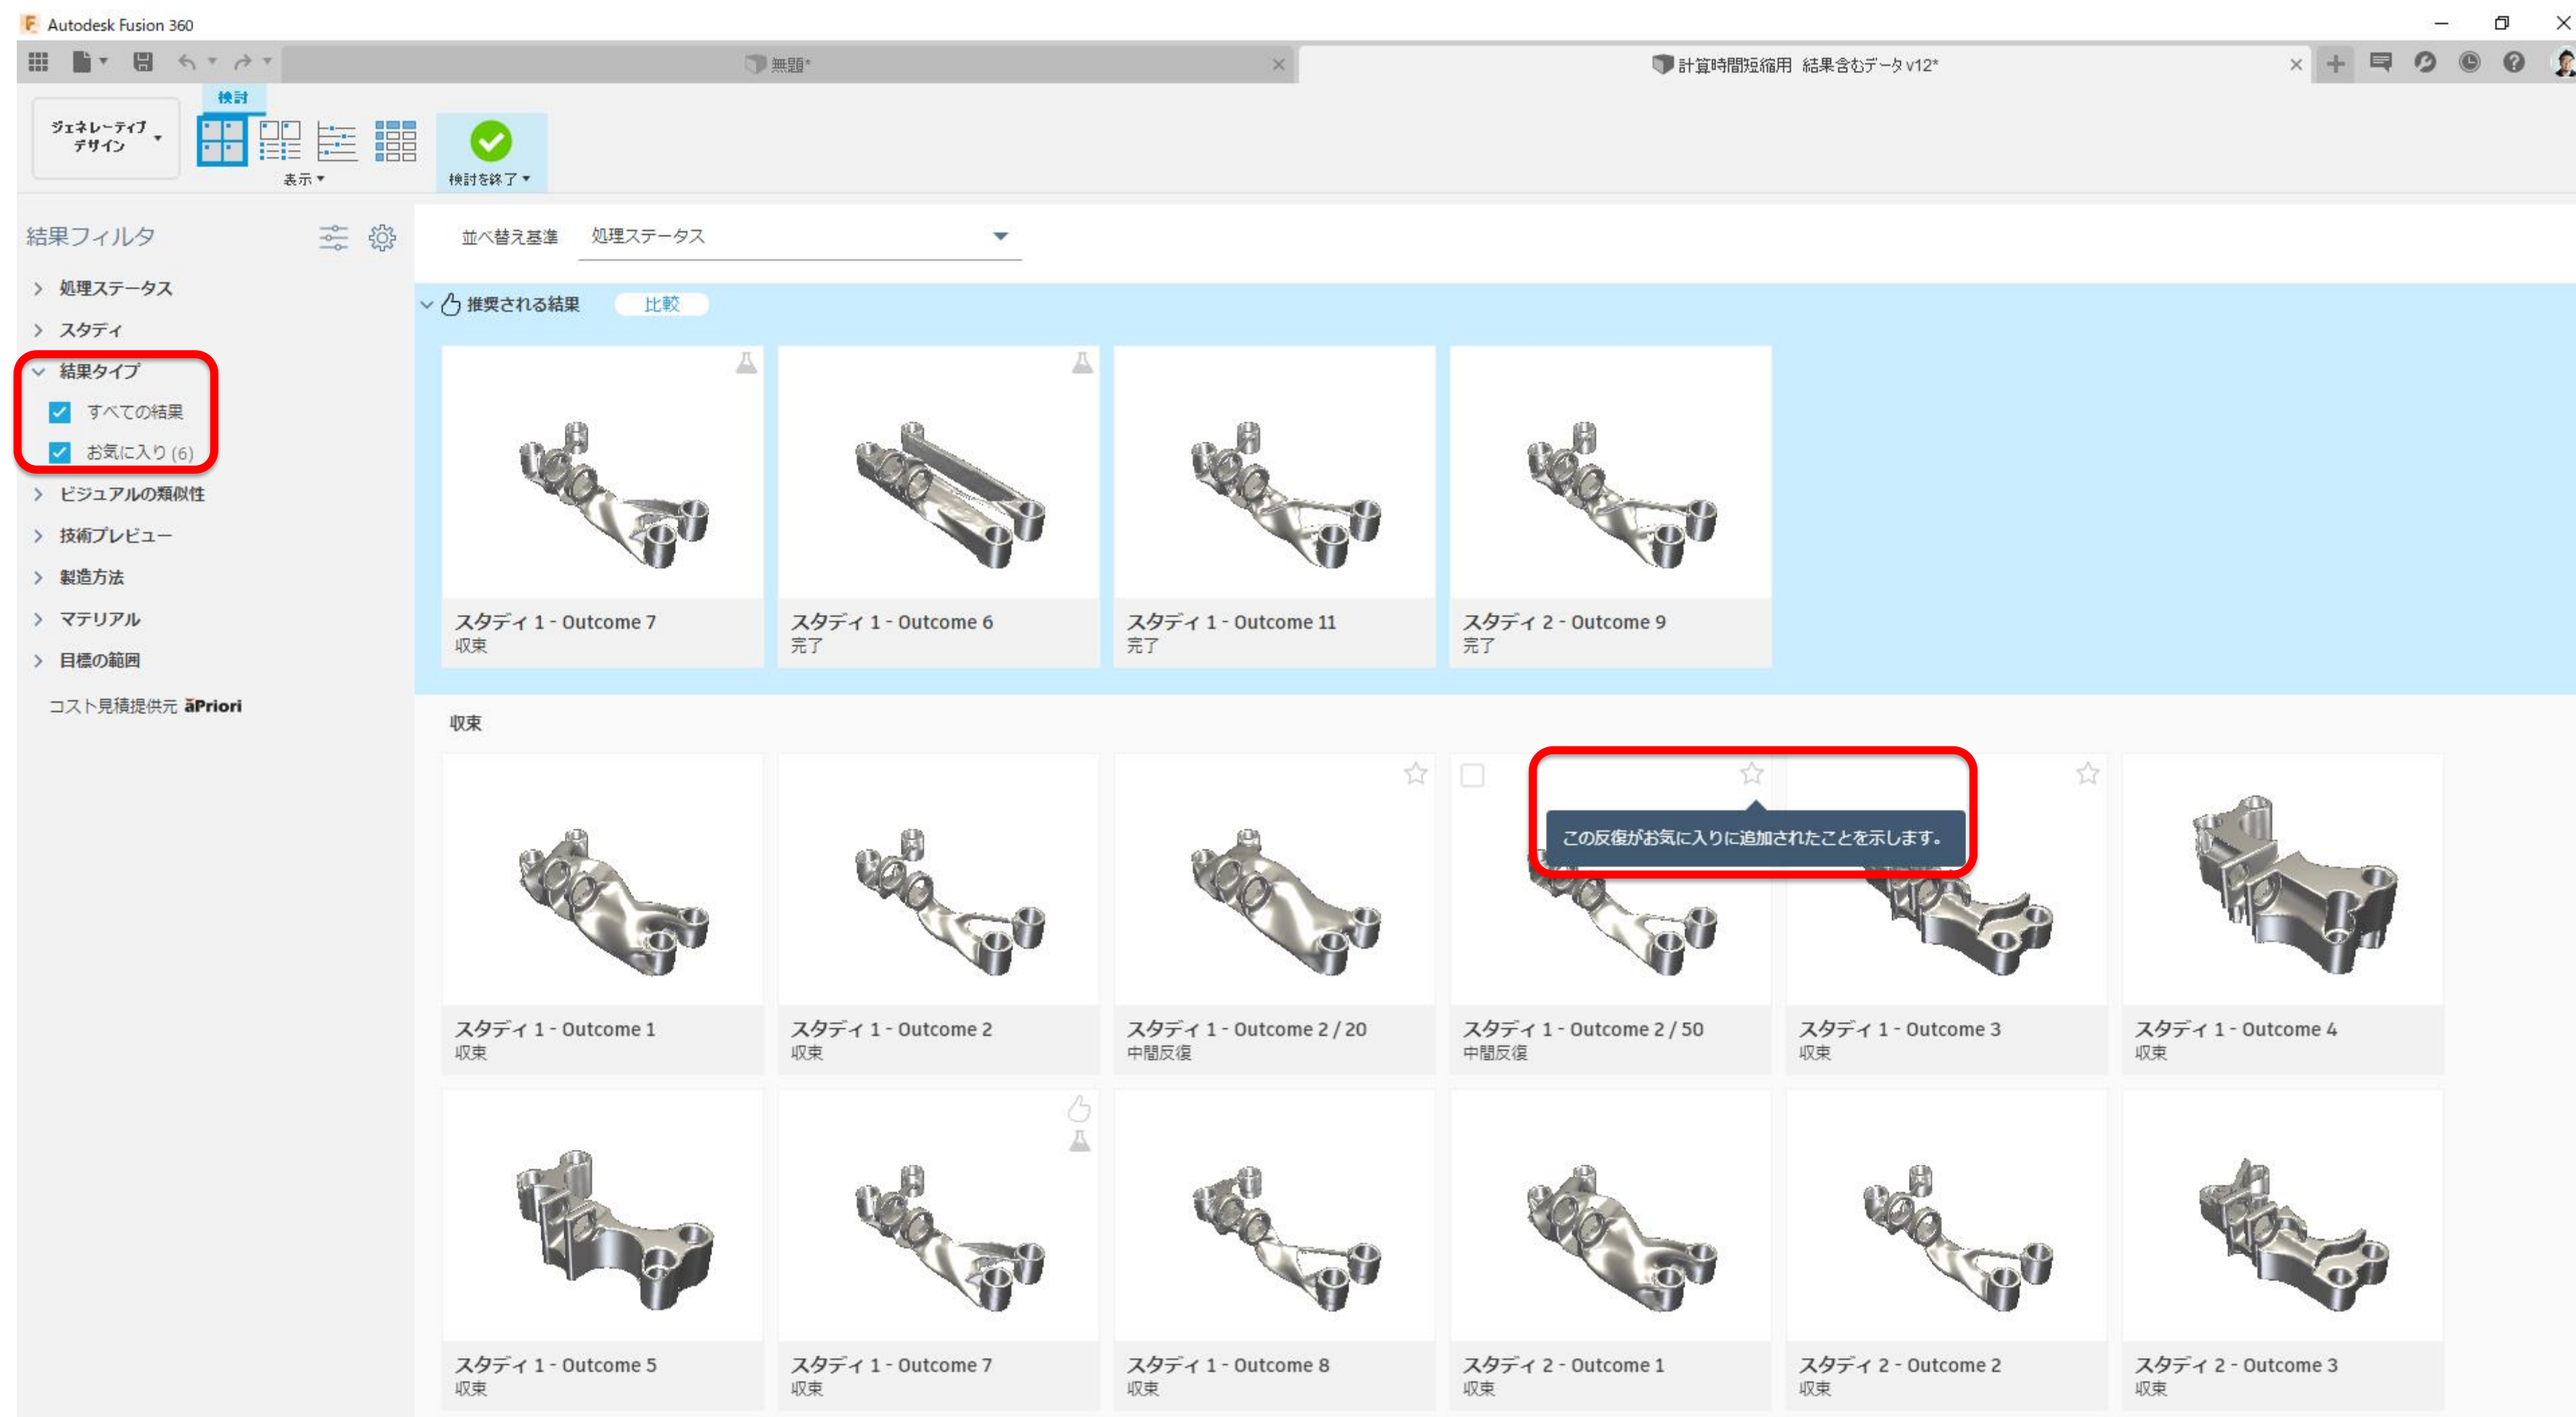 Autodesk Fusion 360
無題*
計算時間短縮用 結果含むデータ v12*
検討
ジェネレーティブ
デザイン
表示
検討を終了
結果フィルタ
処理ステータス
スタディ
結果タイプ
すべての結果
お気に入り (6)
ビジュアルの類似性
技術プレビュー
製造方法
マテリアル
目標の範囲
コスト見積提供元 aPriori
並べ替え基準 処理ステータス
推奨される結果 比較
スタディ 1 - Outcome 7
収束
スタディ 1 - Outcome 6
完了
スタディ 1 - Outcome 11
完了
スタディ 2 - Outcome 9
完了
収束
この反復がお気に入りに追加されたことを示します。
スタディ 1 - Outcome 1
収束
スタディ 1 - Outcome 2
収束
スタディ 1 - Outcome 2 / 20
中間反復
スタディ 1 - Outcome 2 / 50
中間反復
スタディ 1 - Outcome 3
収束
スタディ 1 - Outcome 4
収束
スタディ 1 - Outcome 5
収束
スタディ 1 - Outcome 7
収束
スタディ 1 - Outcome 8
収束
スタディ 2 - Outcome 1
収束
スタディ 2 - Outcome 2
収束
スタディ 2 - Outcome 3
収束